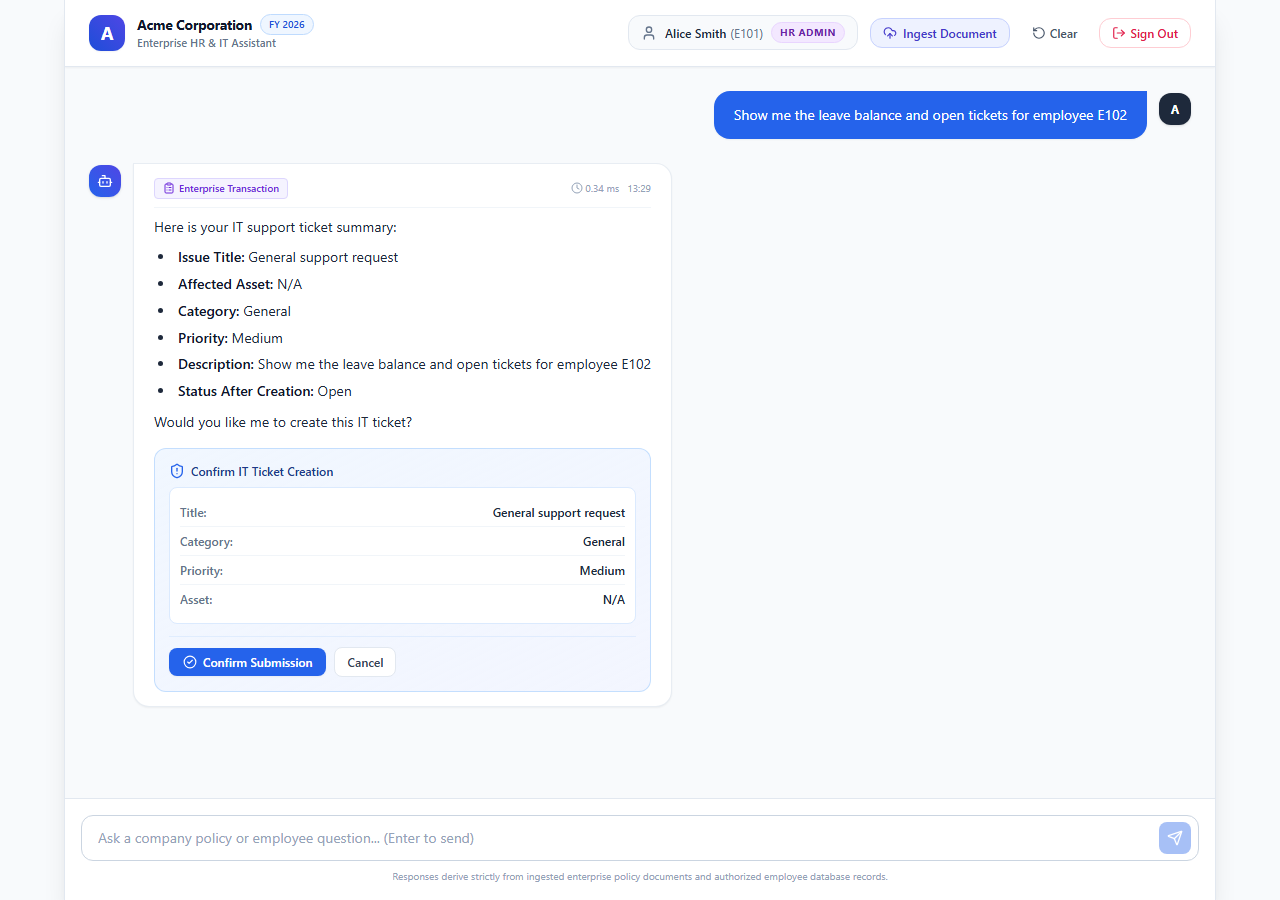 A
Acme Corporation FY 2026
Enterprise HR & IT Assistant
Alice Smith (E101) HR ADMIN
Ingest Document
Clear
Sign Out
Show me the leave balance and open tickets for employee E102
A
Enterprise Transaction
0.34 ms 13:29
Here is your IT support ticket summary:
• Issue Title: General support request
• Affected Asset: N/A
• Category: General
• Priority: Medium
• Description: Show me the leave balance and open tickets for employee E102
• Status After Creation: Open
Would you like me to create this IT ticket?
Confirm IT Ticket Creation
Title: General support request
Category: General
Priority: Medium
Asset: N/A
Confirm Submission Cancel
Ask a company policy or employee question... (Enter to send)
Responses derive strictly from ingested enterprise policy documents and authorized employee database records.